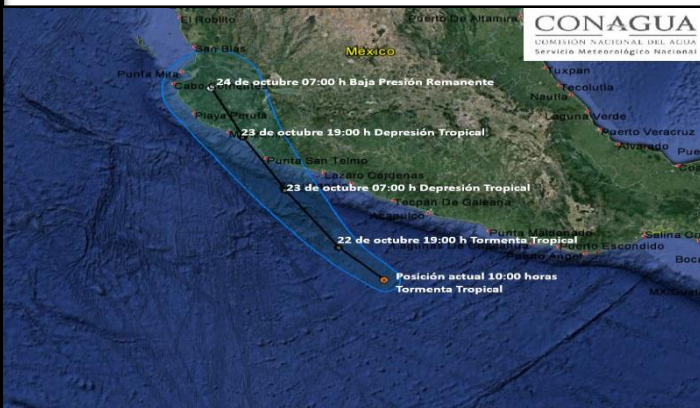 El Roblito
Puerto De Altamira
CONAGUA
COMISIÓN NACIONAL DEL AGUA
Servicio Meteorológico Nacional
San Blas
México
Punta Mita
Tuxpan
24 de octubre 07:00 h Baja Presión Remanente
Tecolutla
Nautla
Playa Perula
Laguna Verde
23 de octubre 19:00 h Depresión Tropical
Puerto Veracruz
Alvarado
Punta San Telmo
Lazaro Cárdenas
23 de octubre 07:00 h Depresión Tropical
Tecpan De Galeana
Acapulco
Punta Maldonado
Salina
22 de octubre 19:00 h Tormenta Tropical
Puerto Escondido
Puerto Angel
Posición actual 10:00 horas
Tormenta Tropical